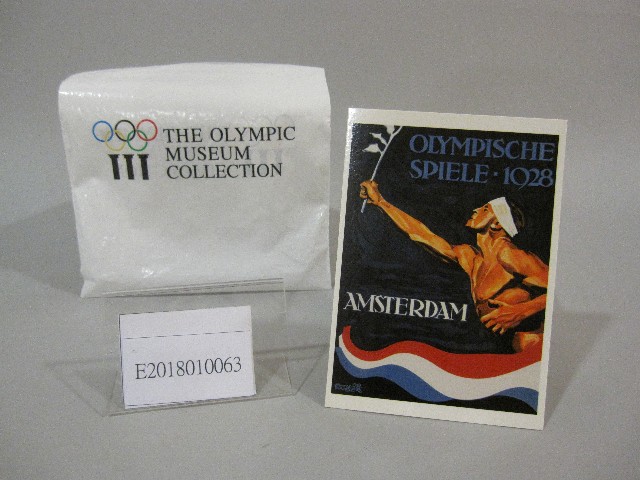 THE OLYMPIC
MUSEUM
COLLECTION
OLYMPISCHE
SPIELE · 1928
AMSTERDAM
E2018010063